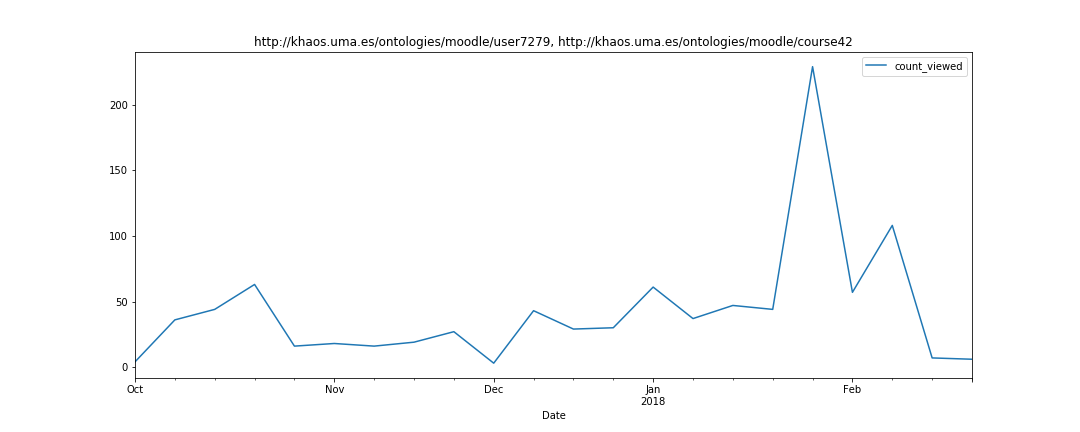 http://khaos.uma.es/ontologies/moodle/user7279, http://khaos.uma.es/ontologies/moodle/course42
count_viewed
200
150
100
50
0
Oct Nov Dec Jan Feb
2018
Date